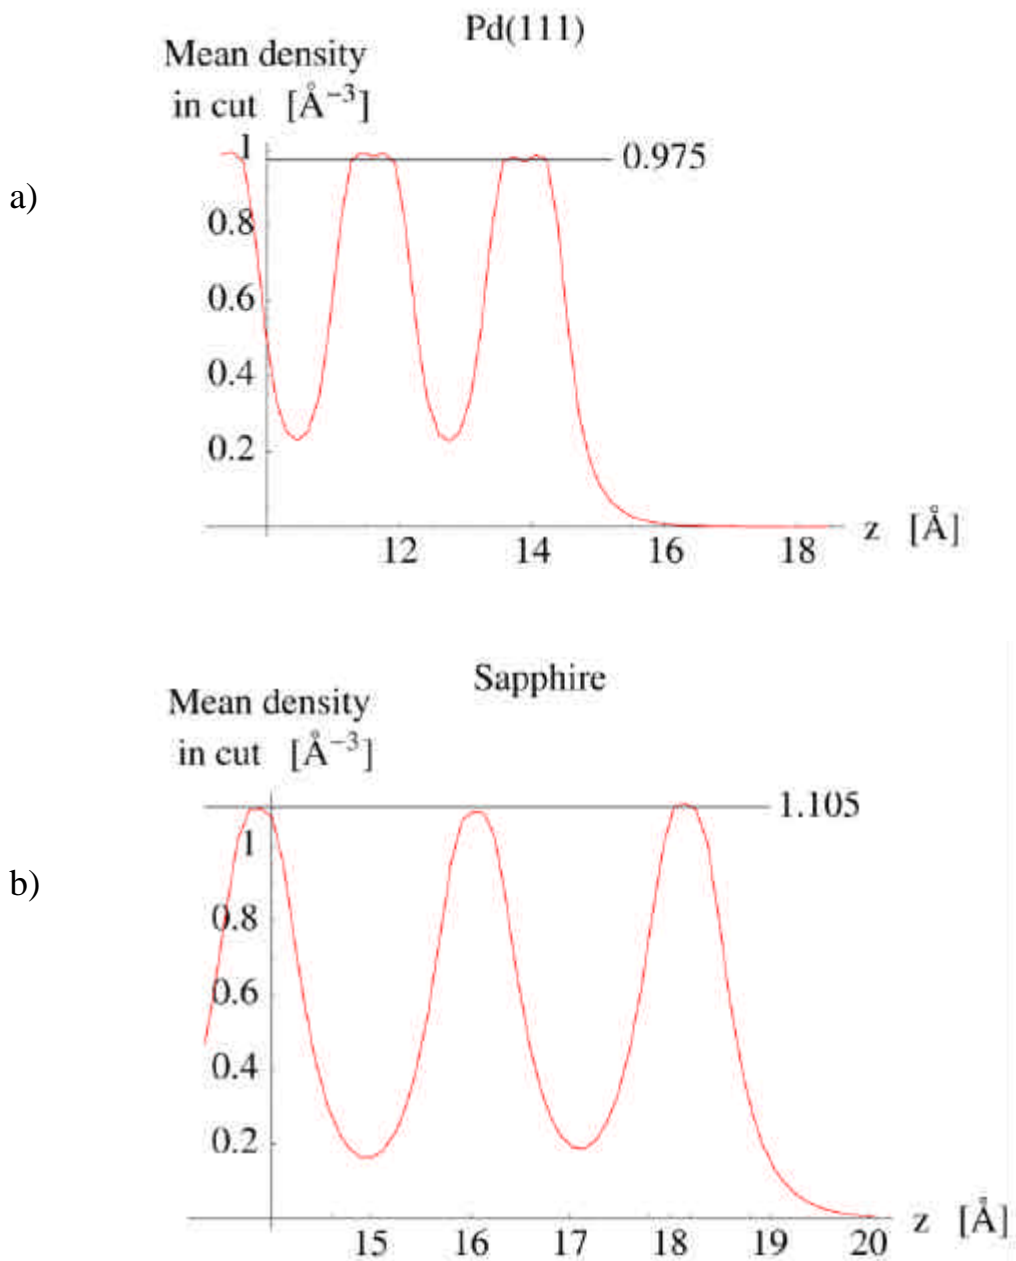 Pd(111)
Mean density
in cut [Å⁻³]
a)
1
0.975
0.8
0.6
0.4
0.2
12 14 16 18
z [Å]
Sapphire
Mean density
in cut [Å⁻³]
b)
1.105
1
0.8
0.6
0.4
0.2
15 16 17 18 19 20
z [Å]